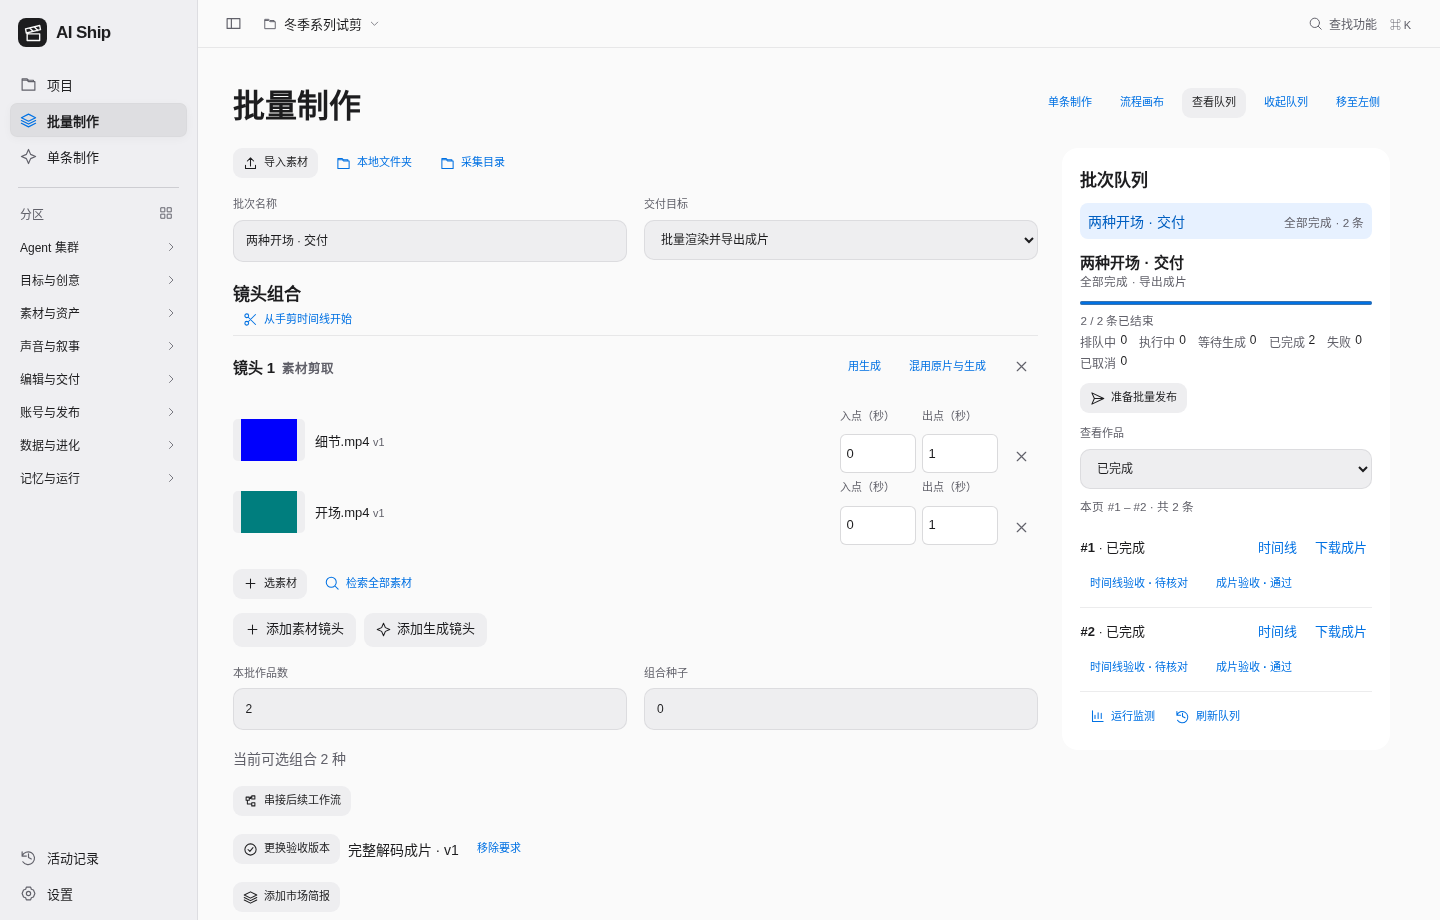 AI Ship
项目
批量制作
单条制作
分区
Agent 集群
目标与创意
素材与资产
声音与叙事
编辑与交付
账号与发布
数据与进化
记忆与运行
活动记录
设置
冬季系列试剪
查找功能 ⌘K
批量制作
单条制作 流程画布 查看队列 收起队列 移至左侧
导入素材 本地文件夹 采集目录
批次名称 交付目标
两种开场 · 交付 批量渲染并导出成片
镜头组合
从手剪时间线开始
镜头 1 素材剪取 用生成 混用原片与生成
入点（秒） 出点（秒）
细节.mp4 v1 0 1
入点（秒） 出点（秒）
开场.mp4 v1 0 1
选素材 检索全部素材
添加素材镜头 添加生成镜头
本批作品数 组合种子
2 0
当前可选组合 2 种
串接后续工作流
更换验收版本 完整解码成片 · v1 移除要求
添加市场简报
批次队列
两种开场 · 交付 全部完成 · 2 条
两种开场 · 交付
全部完成 · 导出成片
2 / 2 条已结束
排队中 0 执行中 0 等待生成 0 已完成 2 失败 0
已取消 0
准备批量发布
查看作品
已完成
本页 #1 – #2 · 共 2 条
#1 · 已完成 时间线 下载成片
时间线验收 · 待核对 成片验收 · 通过
#2 · 已完成 时间线 下载成片
时间线验收 · 待核对 成片验收 · 通过
运行监测 刷新队列